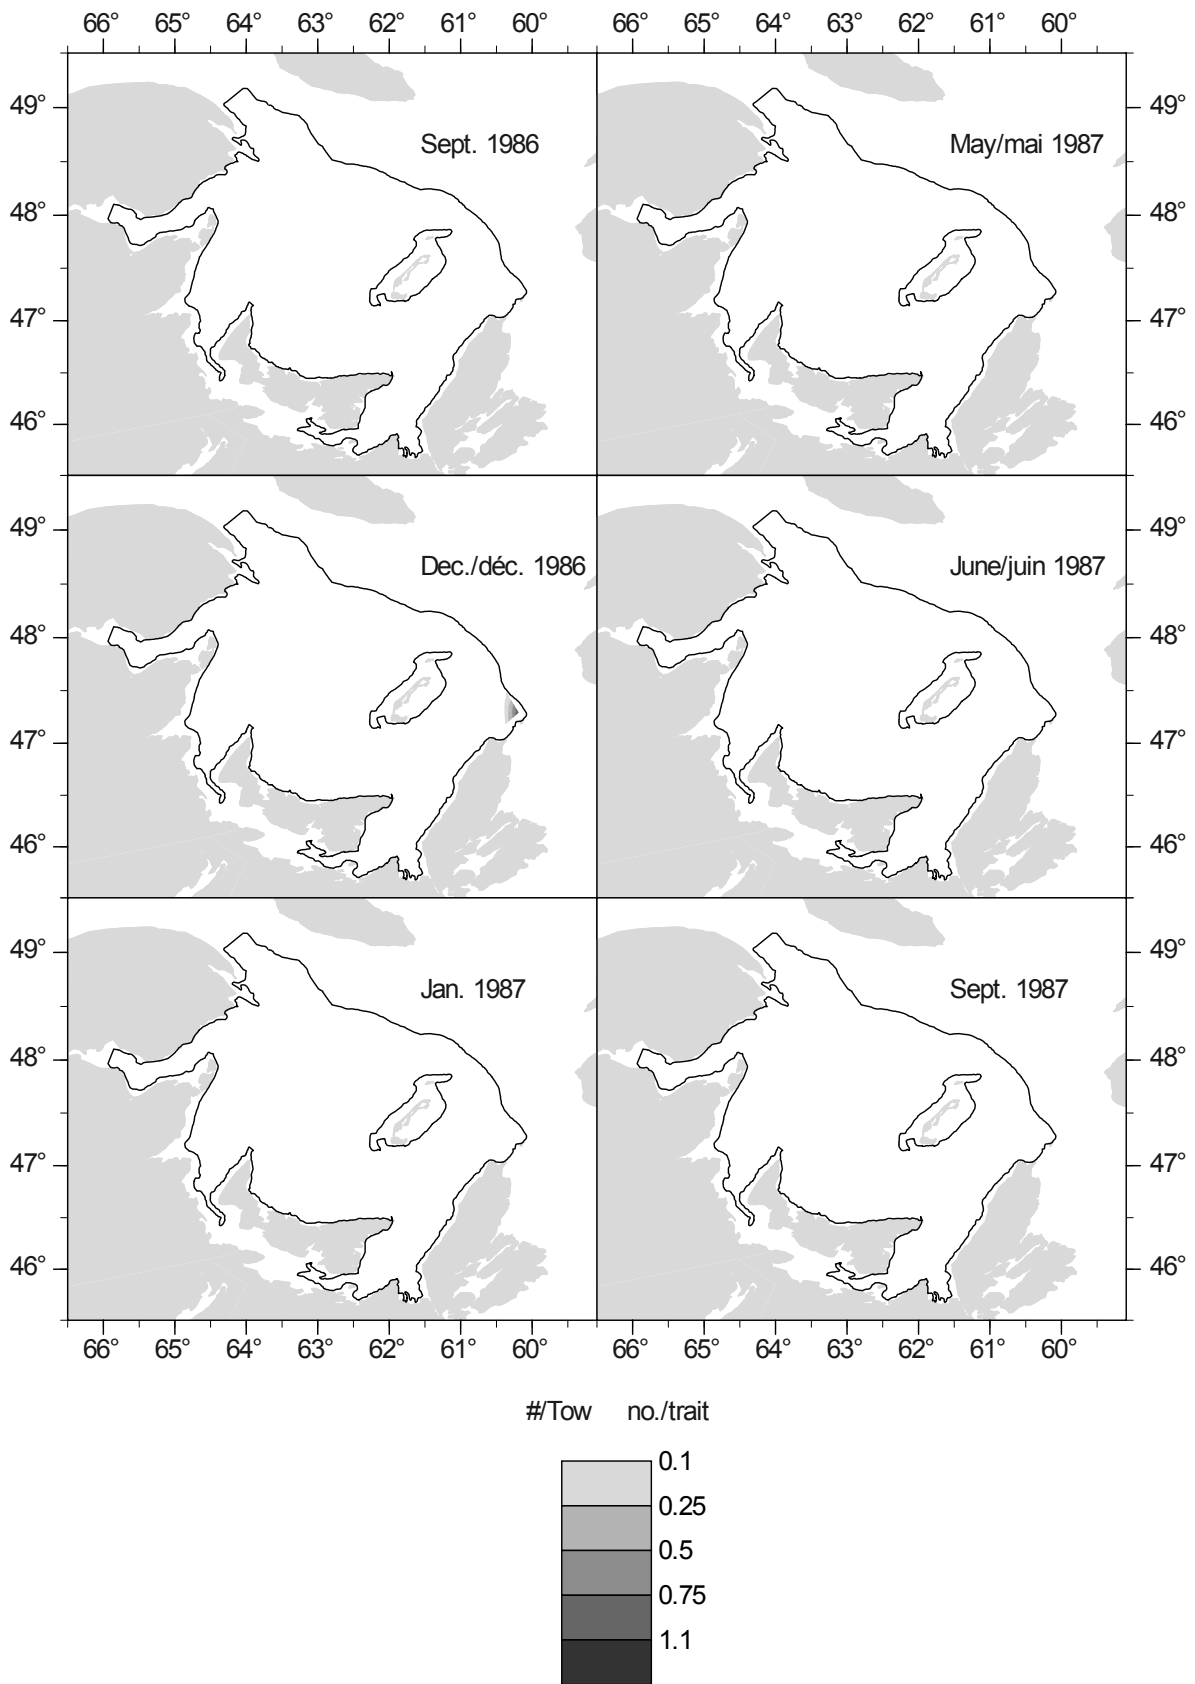 66° 65° 64° 63° 62° 61° 60° 66° 65° 64° 63° 62° 61° 60°
49° 49°
Sept. 1986 May/mai 1987
48° 48°
47° 47°
46° 46°
49° 49°
Dec./déc. 1986 June/juin 1987
48° 48°
47° 47°
46° 46°
49° 49°
Jan. 1987 Sept. 1987
48° 48°
47° 47°
46° 46°
66° 65° 64° 63° 62° 61° 60° 66° 65° 64° 63° 62° 61° 60°
#/Tow no./trait
0.1
0.25
0.5
0.75
1.1